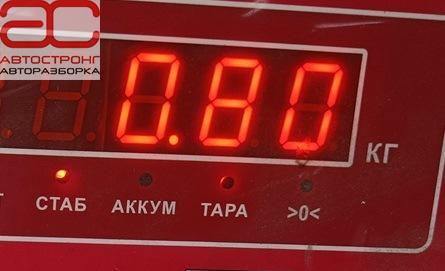 АС
АВТОСТРОНГ
АВТОРАЗБОРКА
0.80
КГ
СТАБ АККУМ ТАРА >0<